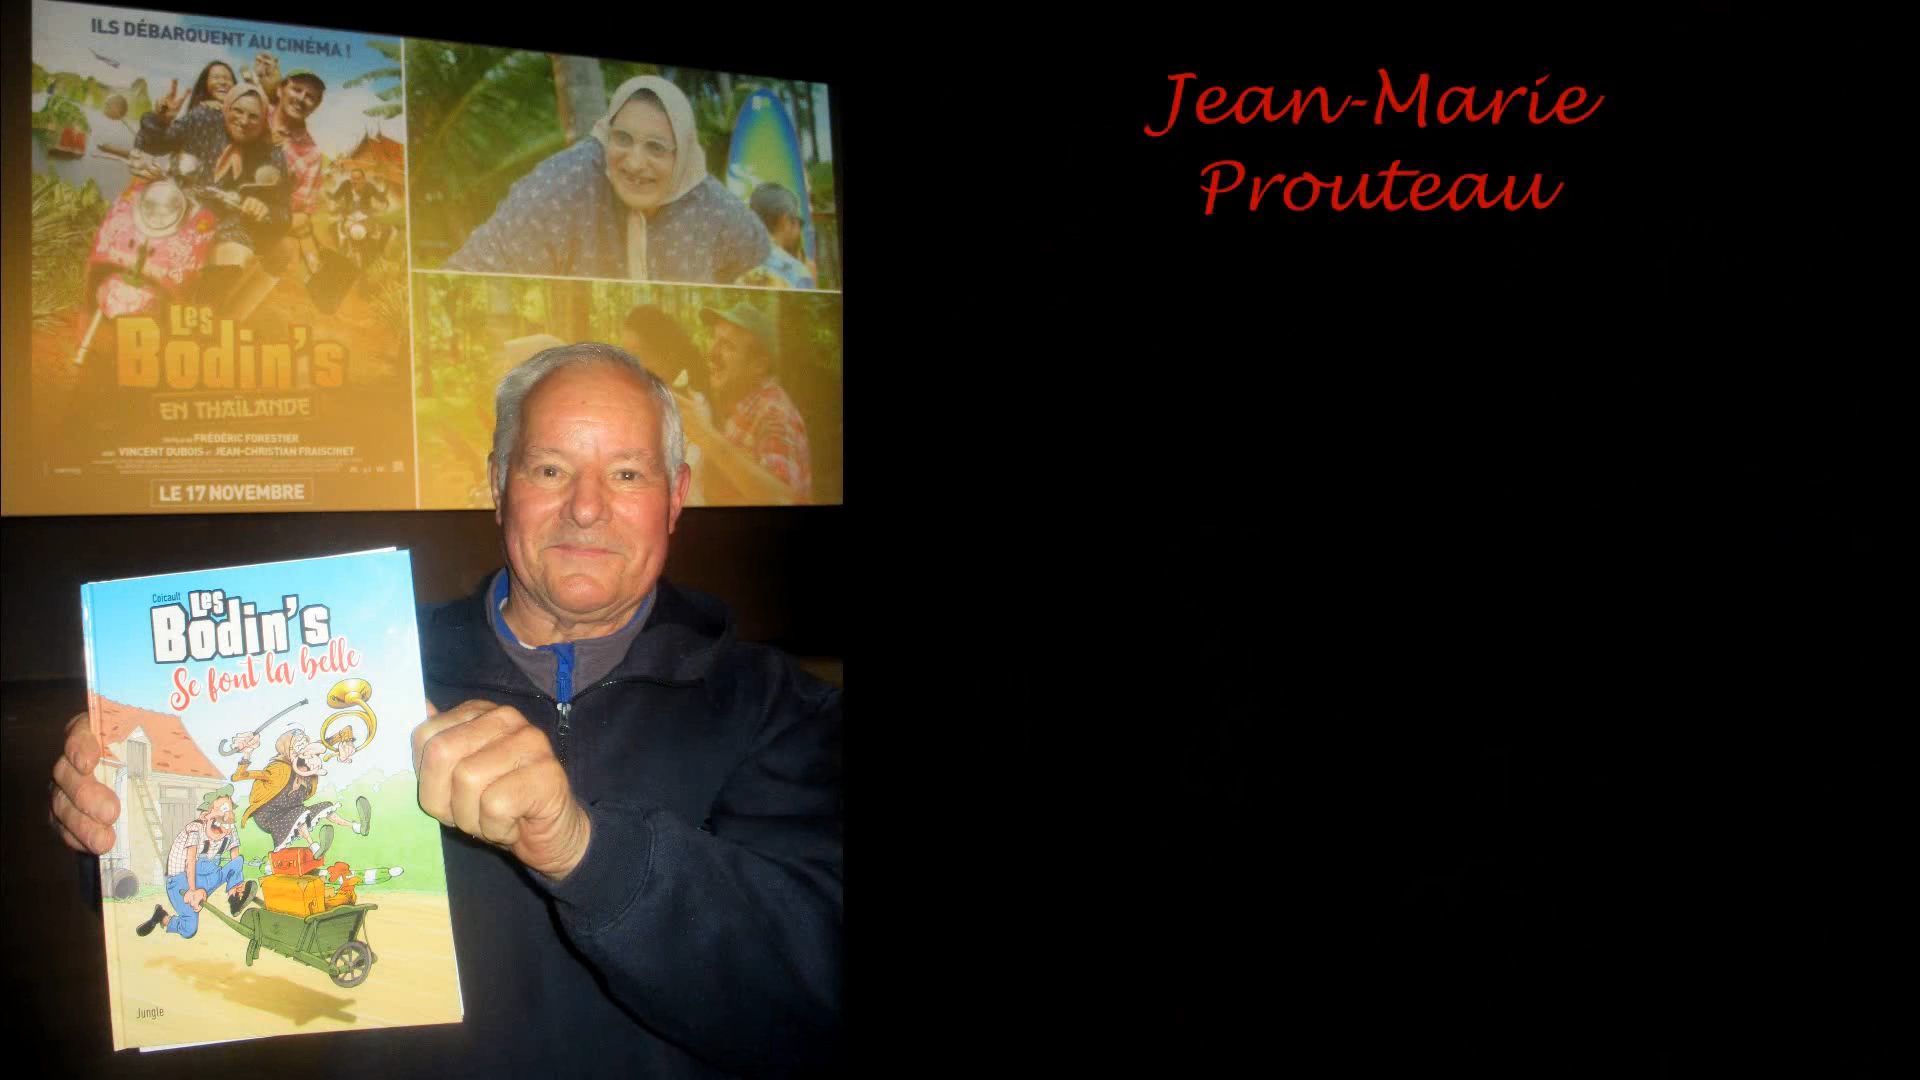 ILS DÉBARQUENT AU CINÉMA !
Les
Bodin's
EN THAÏLANDE
FRÉDÉRIC FORESTIER
VINCENT DUBOIS ET JEAN-CHRISTIAN FRAISCINET
LE 17 NOVEMBRE
Jean-Marie
Prouteau
Coicault
Les
Bodin's
Se font la belle
Jungle